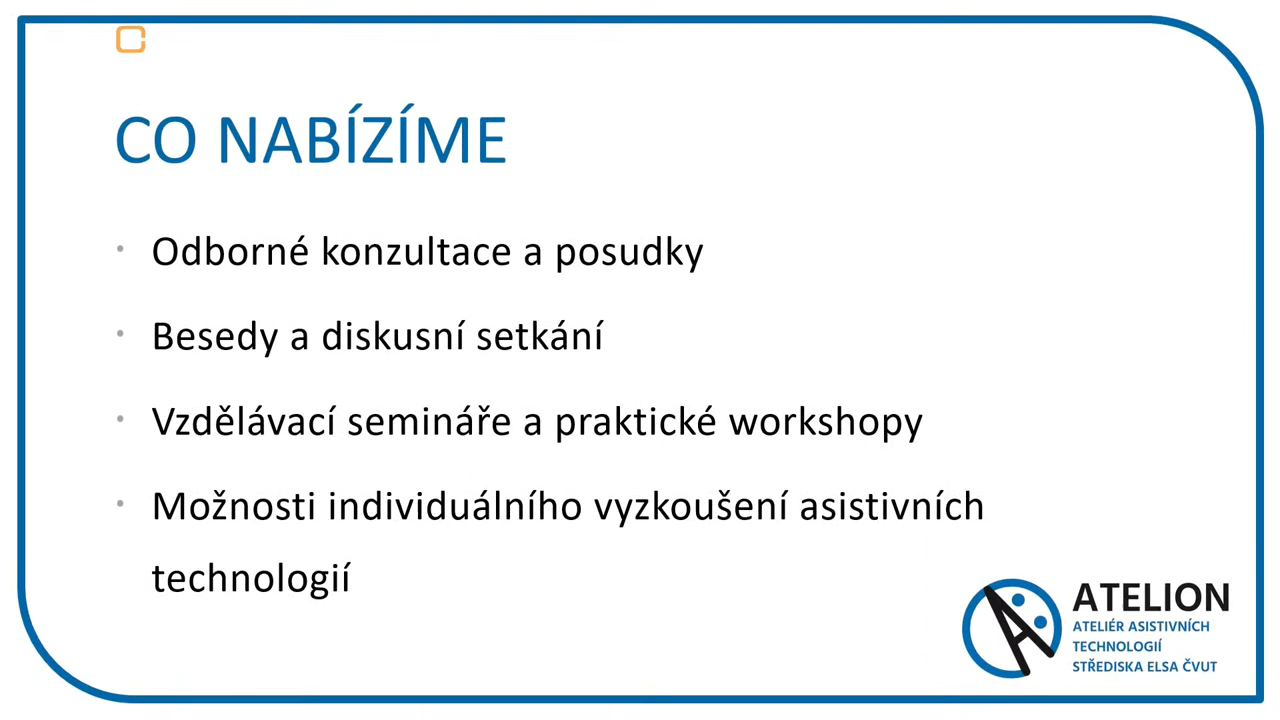 CO NABÍZÍME
• Odborné konzultace a posudky
• Besedy a diskusní setkání
• Vzdělávací semináře a praktické workshopy
• Možnosti individuálního vyzkoušení asistivních
technologií
ATELION
ATELIÉR ASISTIVNÍCH
TECHNOLOGIÍ
STŘEDISKA ELSA ČVUT